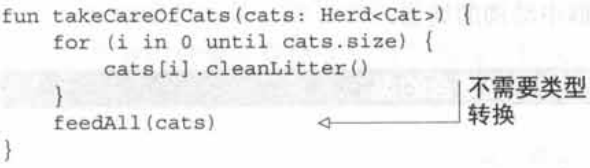 fun takeCareOfCats(cats: Herd<Cat>) {
    for (i in 0 until cats.size) {
        cats[i].cleanLitter()
    }
    feedAll(cats)
}
不需要类型
转换